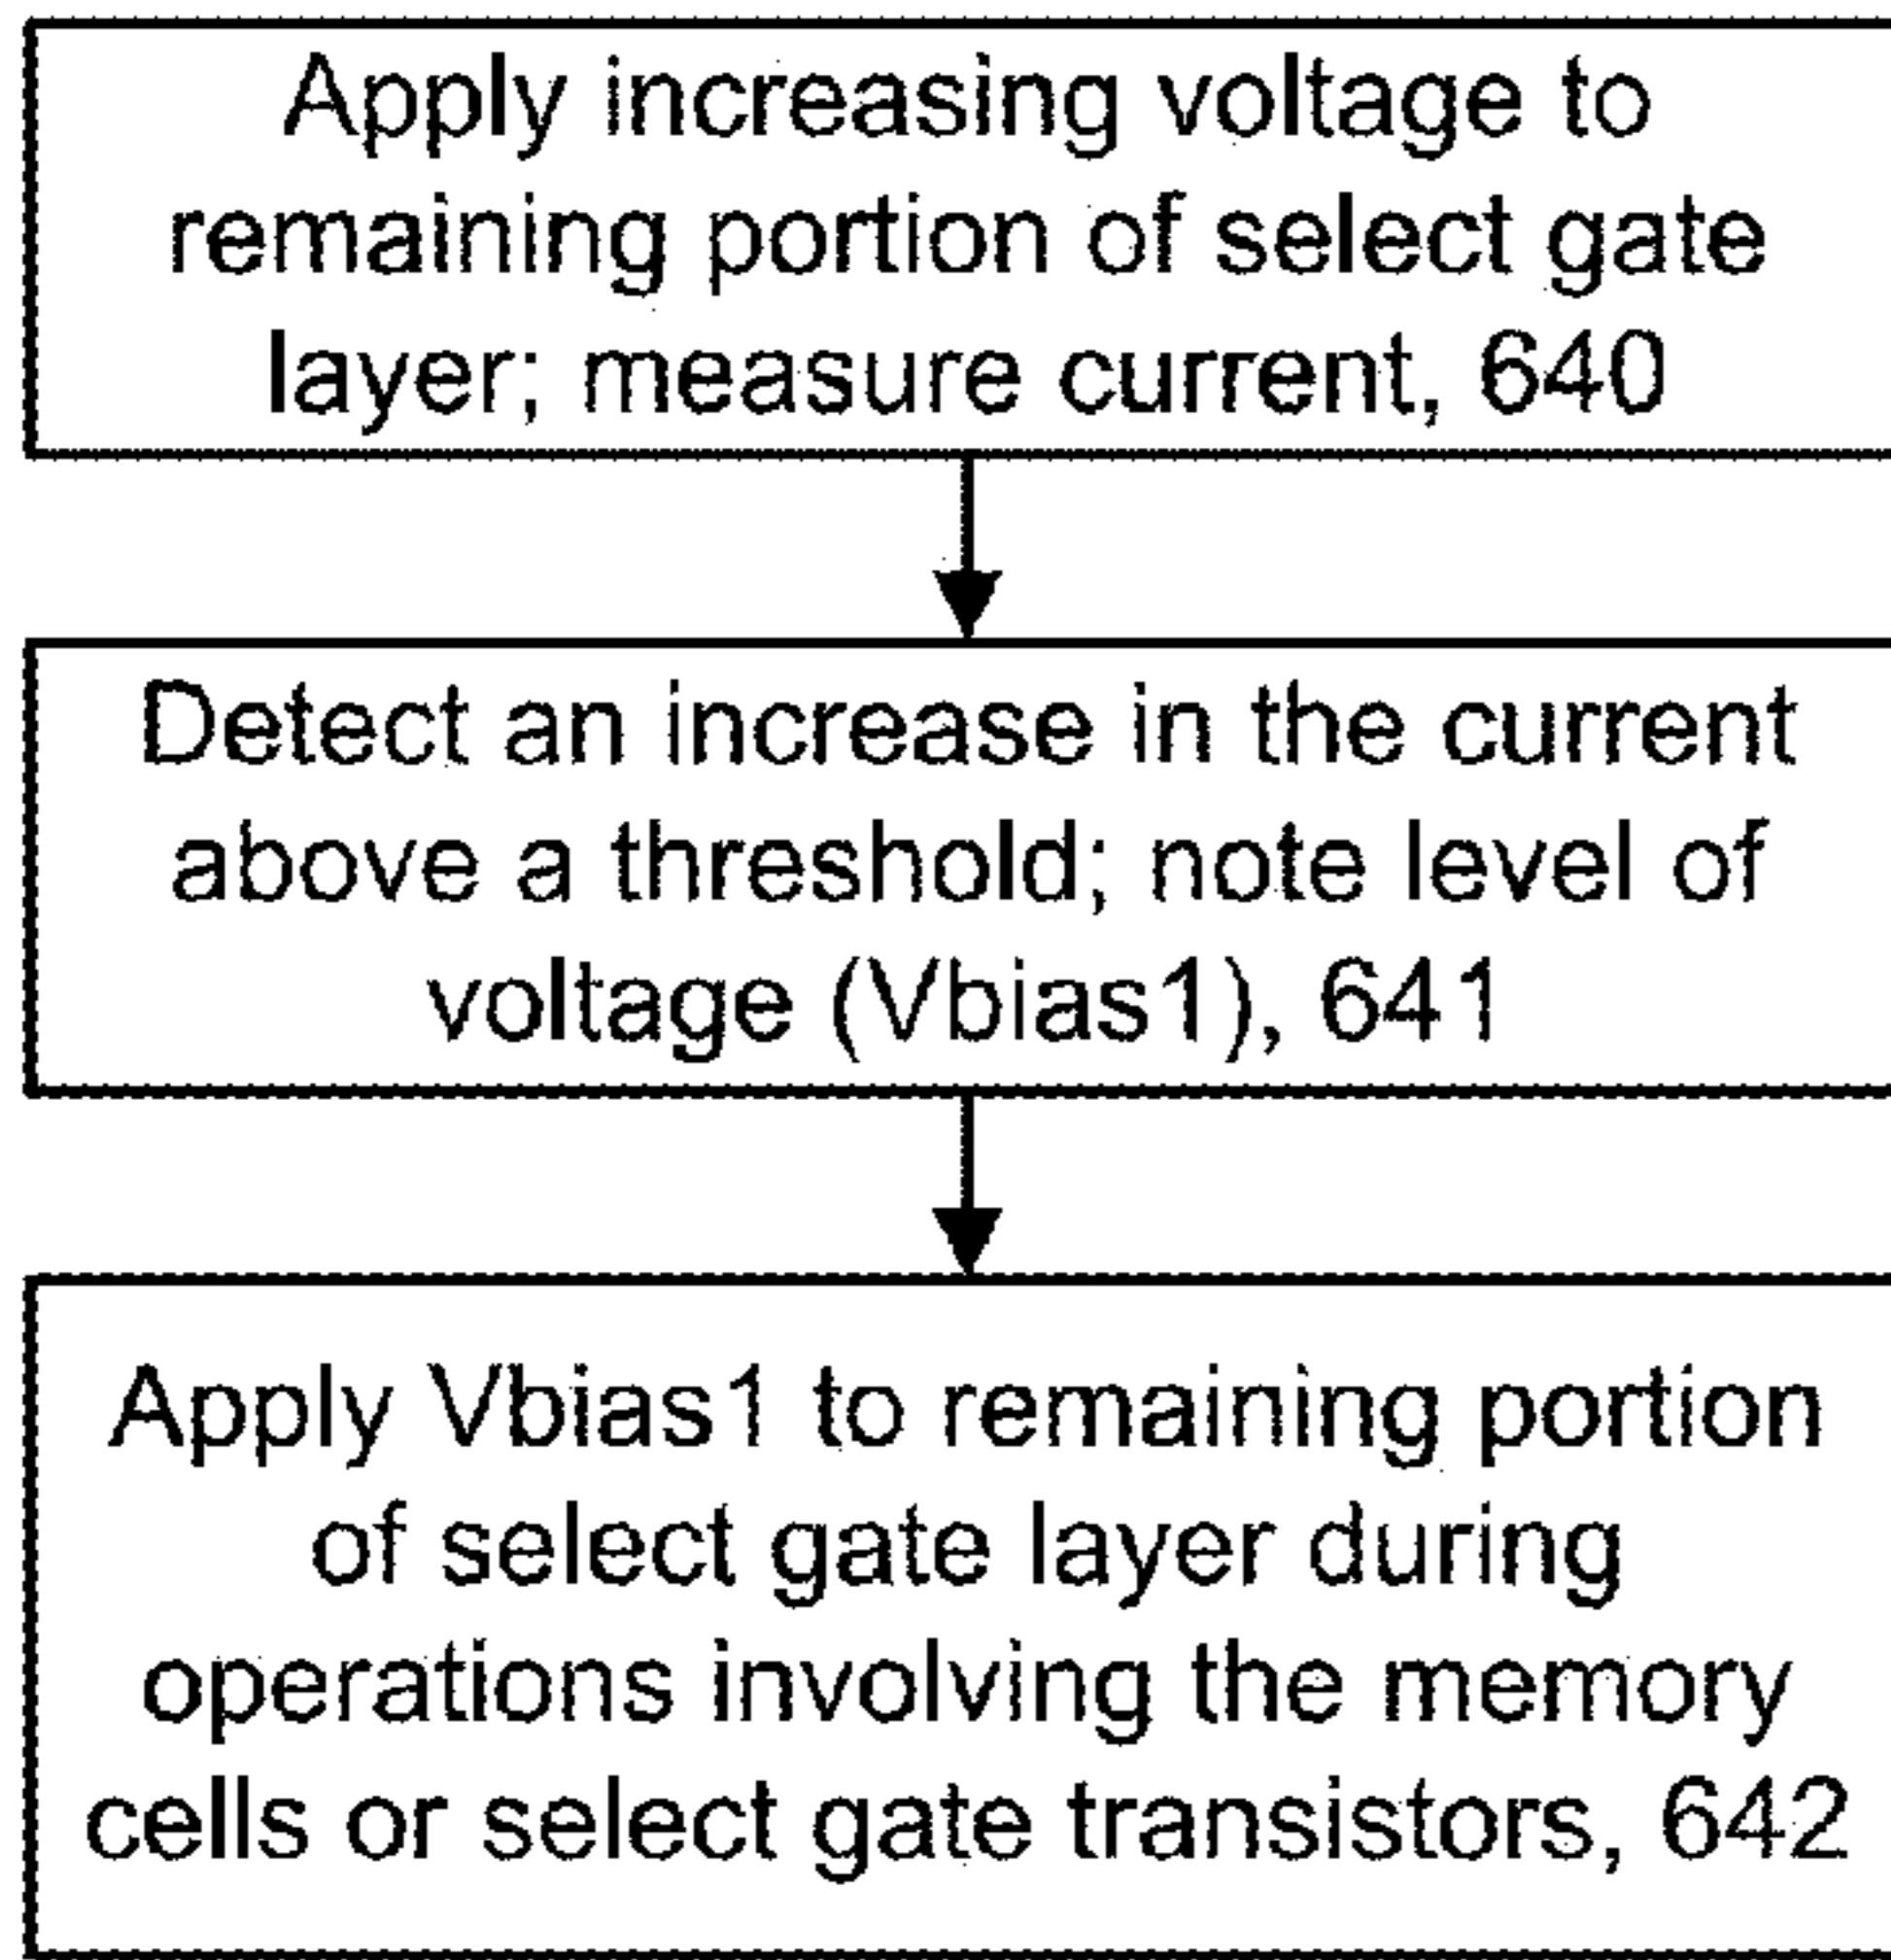 Apply increasing voltage to
remaining portion of select gate
layer; measure current, 640
Detect an increase in the current
above a threshold; note level of
voltage (Vbias1), 641
Apply Vbias1 to remaining portion
of select gate layer during
operations involving the memory
cells or select gate transistors, 642